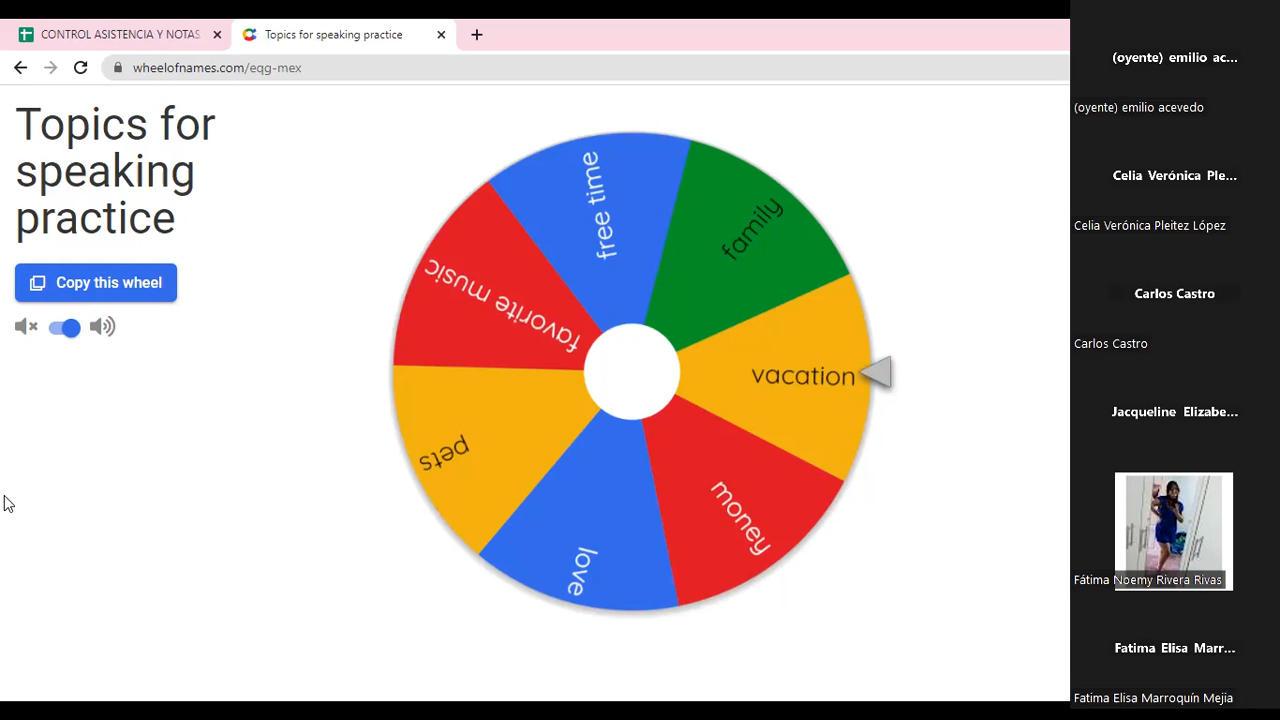 CONTROL ASISTENCIA Y NOTAS
Topics for speaking practice
wheelofnames.com/eqg-mex
Topics for
speaking
practice
Copy this wheel
free time
family
vacation
money
love
pets
favorite music
(oyente) emilio ac...
(oyente) emilio acevedo
Celia Verónica Ple...
Celia Verónica Pleitez López
Carlos Castro
Carlos Castro
Jacqueline Elizabe...
Fátima Noemy Rivera Rivas
Fatima Elisa Marr...
Fatima Elisa Marroquín Mejia